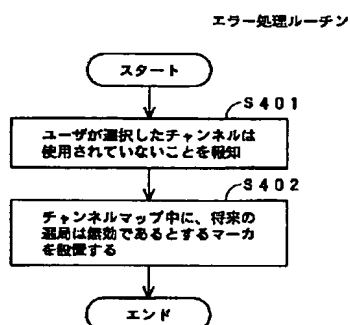 エラー処理ルーチン
スタート
S401
ユーザが選択したチャンネルは
使用されていないことを報知
S402
チャンネルマップ中に、将来の
選局は無効であるとするマーカ
を設置する
エンド